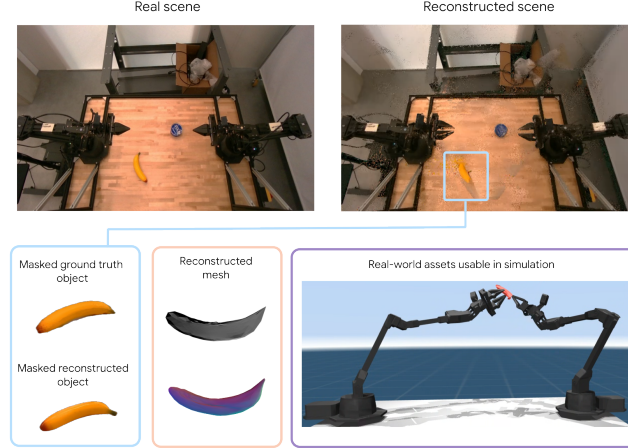 Real scene
Reconstructed scene
Masked ground truth
object
Masked reconstructed
object
Reconstructed
mesh
Real-world assets usable in simulation